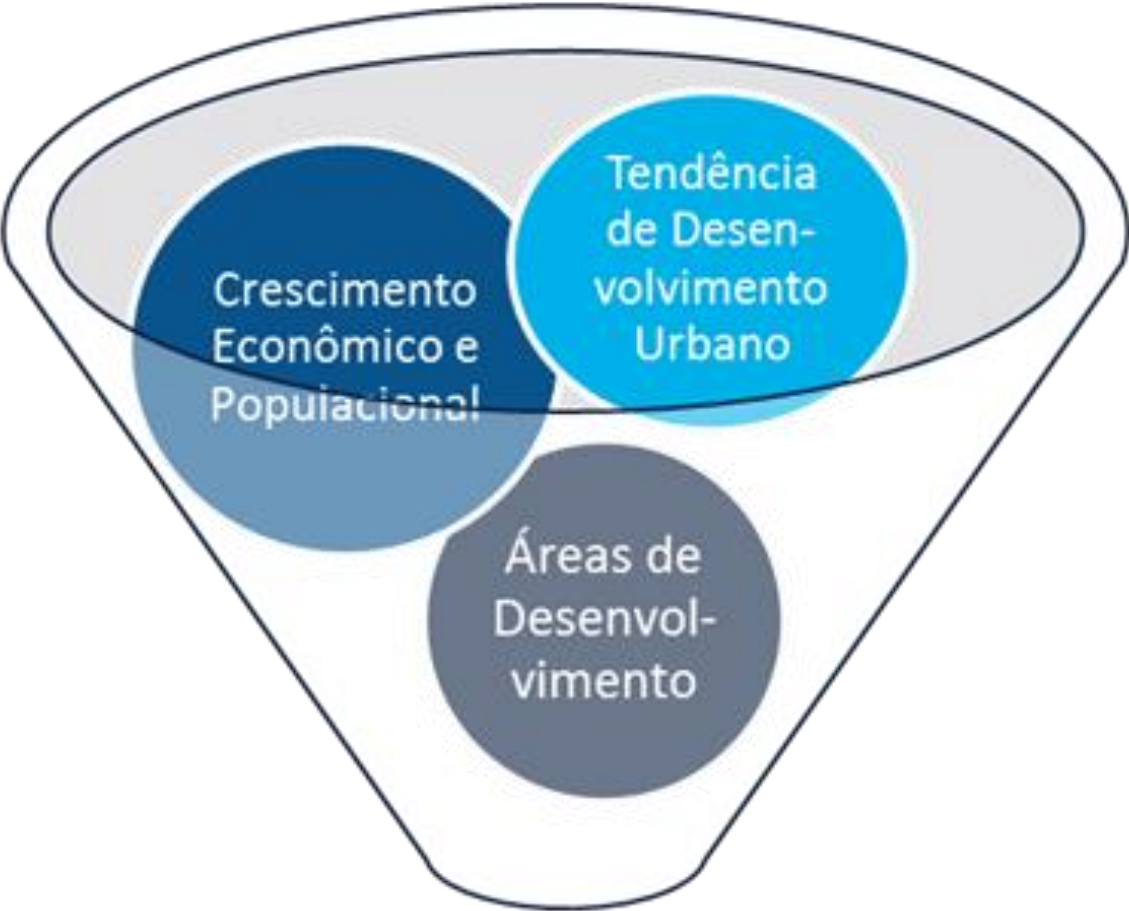 Crescimento
Econômico e
Populacional
Tendência
de Desen-
volvimento
Urbano
Áreas de
Desenvol-
vimento